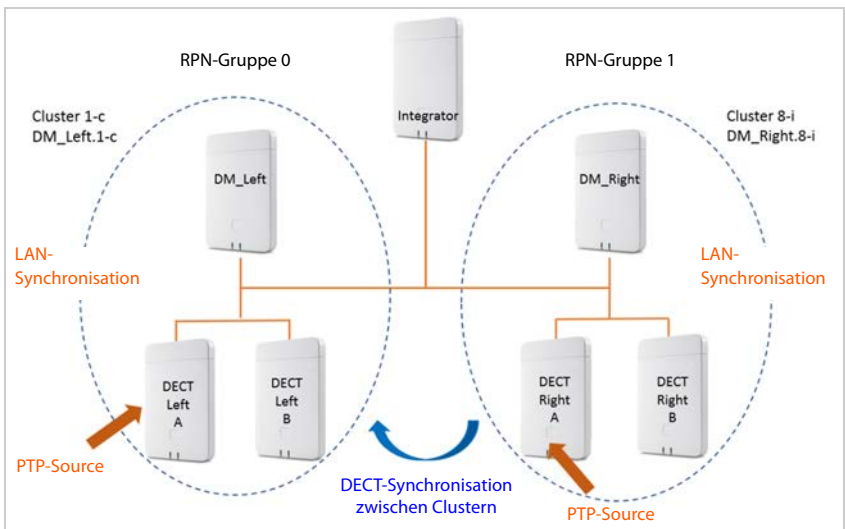 RPN-Gruppe 0
RPN-Gruppe 1
Integrator
Cluster 1-c
DM_Left.1-c
Cluster 8-i
DM_Right.8-i
DM_Left
DM_Right
LAN-
Synchronisation
LAN-
Synchronisation
DECT
Left
A
DECT
Left
B
DECT
Right
A
DECT
Right
B
PTP-Source
DECT-Synchronisation
zwischen Clustern
PTP-Source